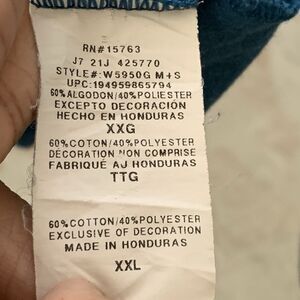 RN#15763
J7 21J 425770
STYLE#:W5950G M+S
UPC:194959865794
60%ALGODON/40%POLIESTER
EXCEPTO DECORACIÓN
HECHO EN HONDURAS
XXG
60%COTTON/40%POLYESTER
DÉCORATION NON COMPRISE
FABRIQUÉ AJ HONDURAS
TTG
60%COTTON/40%POLYESTER
EXCLUSIVE OF DECORATION
MADE IN HONDURAS
XXL